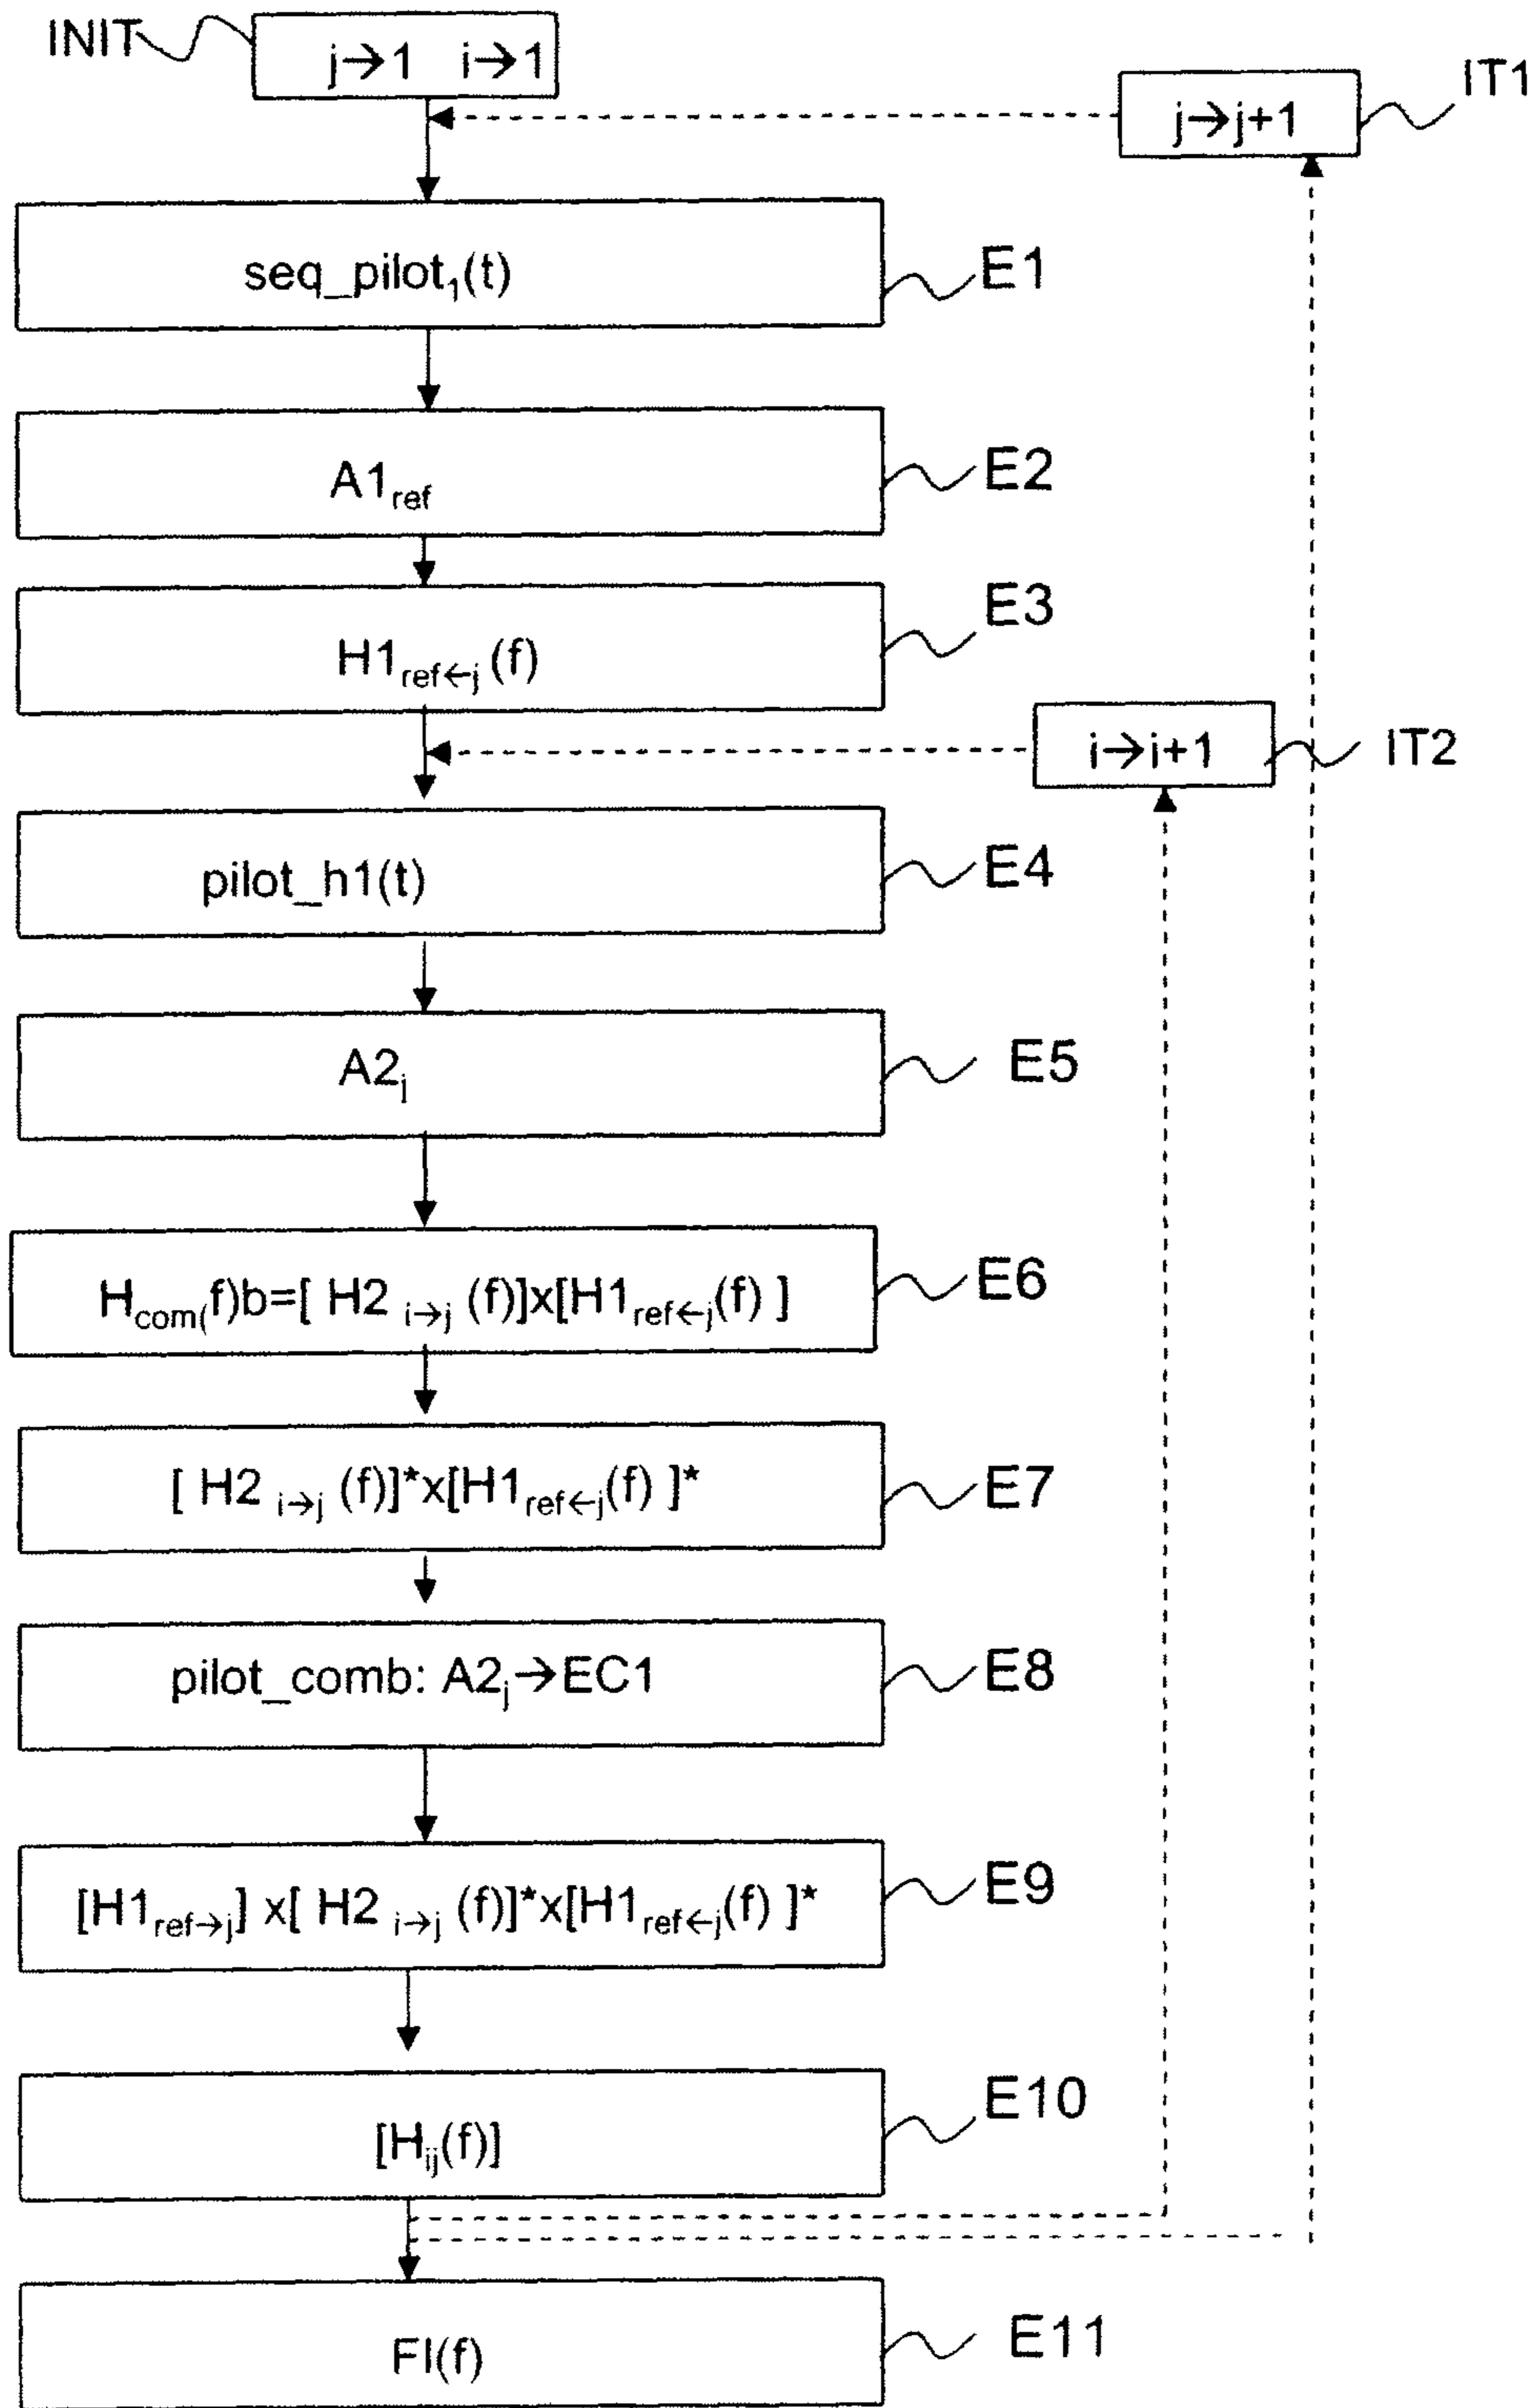 INIT
j→1 i→1
j→j+1
IT1
seq_pilot₁(t)
E1
A1ref
E2
H1ref←j (f)
E3
i→i+1
IT2
pilot_h1(t)
E4
A2j
E5
Hcom(f)b=[ H2 i→j (f)]x[H1ref←j(f) ]
E6
[ H2 i→j (f)]*x[H1ref←j(f) ]*
E7
pilot_comb: A2j→EC1
E8
[H1ref→j] x[ H2 i→j (f)]*x[H1ref←j(f) ]*
E9
[Hij(f)]
E10
FI(f)
E11